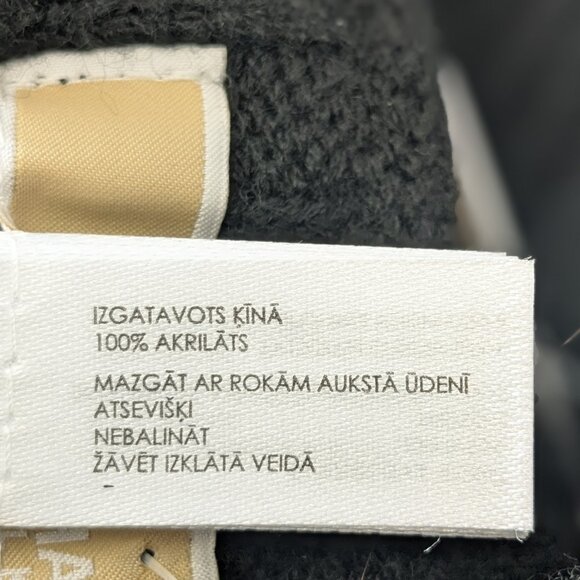 IZGATAVOTS ĶĪNĀ
100% AKRILĀTS
MAZGĀT AR ROKĀM AUKSTĀ ŪDENĪ
ATSEVIŠĶI
NEBALINĀT
ŽĀVĒT IZKLĀTĀ VEIDĀ
–